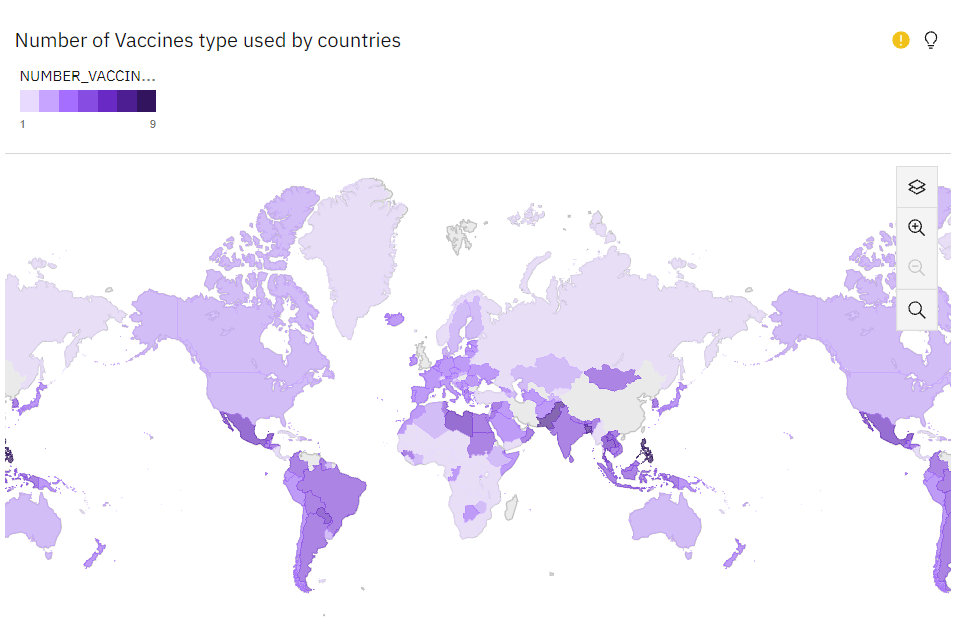 Number of Vaccines type used by countries
NUMBER_VACCIN...
1 9